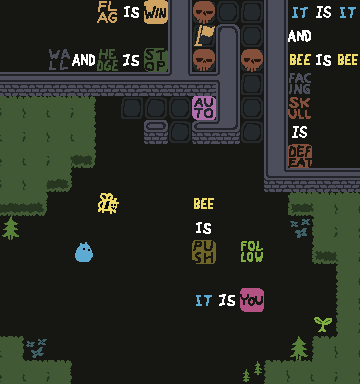 FLAG IS WIN
IT IS IT
AND
WALL AND HEDGE IS STOP
BEE IS BEE
FACING
SKULL
AUTO
IS
DEFEAT
BEE
IS
PUSH FOLLOW
IT IS YOU